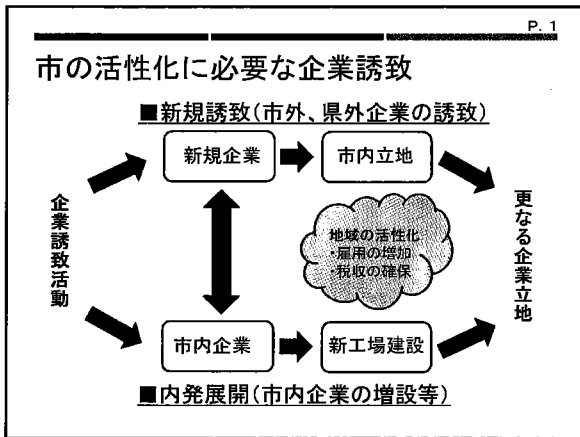 P. 1
市の活性化に必要な企業誘致
■新規誘致(市外、県外企業の誘致)
新規企業
市内立地
企業誘致活動
地域の活性化
・雇用の増加
・税収の確保
更なる企業立地
市内企業
新工場建設
■内発展開(市内企業の増設等)